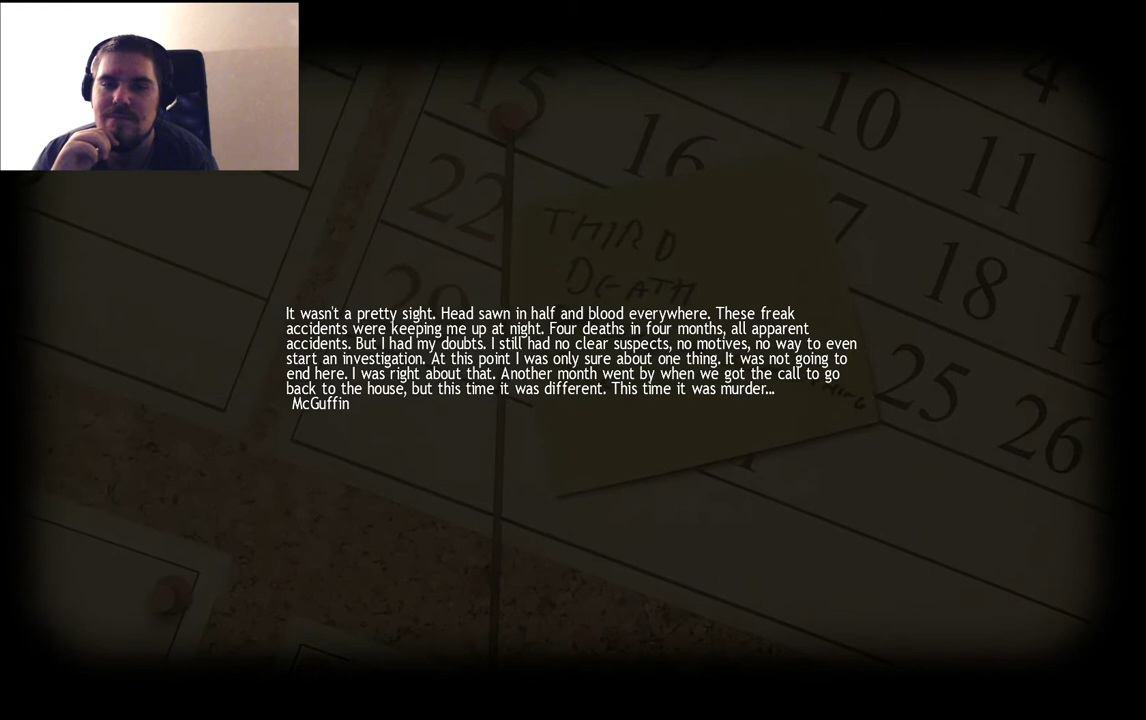 15
10
4
16
11
22
7
THIRD
18
19
29
DEATH
It wasn't a pretty sight. Head sawn in half and blood everywhere. These freak
accidents were keeping me up at night. Four deaths in four months, all apparent
accidents. But I had my doubts. I still had no clear suspects, no motives, no way to even
start an investigation. At this point I was only sure about one thing. It was not going to
end here. I was right about that. Another month went by when we got the call to go
back to the house, but this time it was different. This time it was murder...
McGuffin
25
26